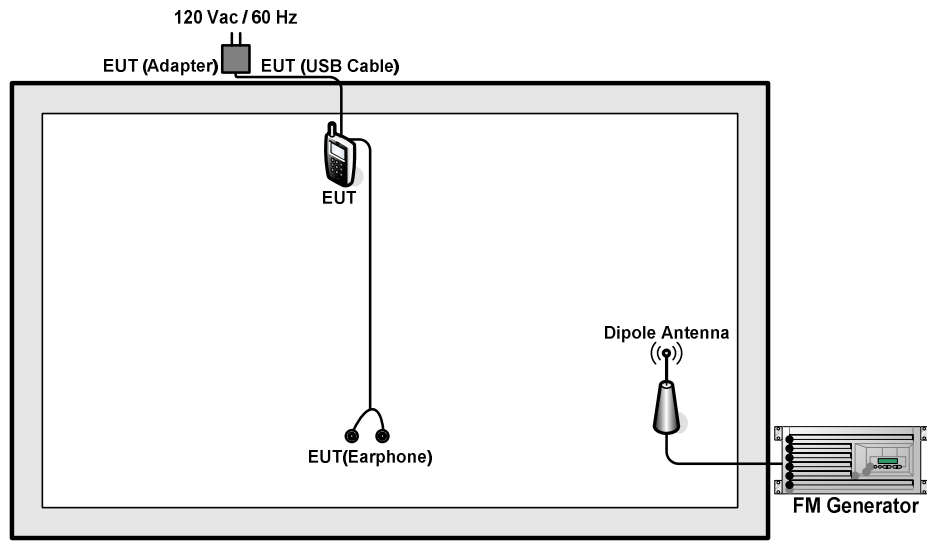 120 Vac / 60 Hz
EUT (Adapter)
EUT (USB Cable)
EUT
Dipole Antenna
EUT(Earphone)
FM Generator